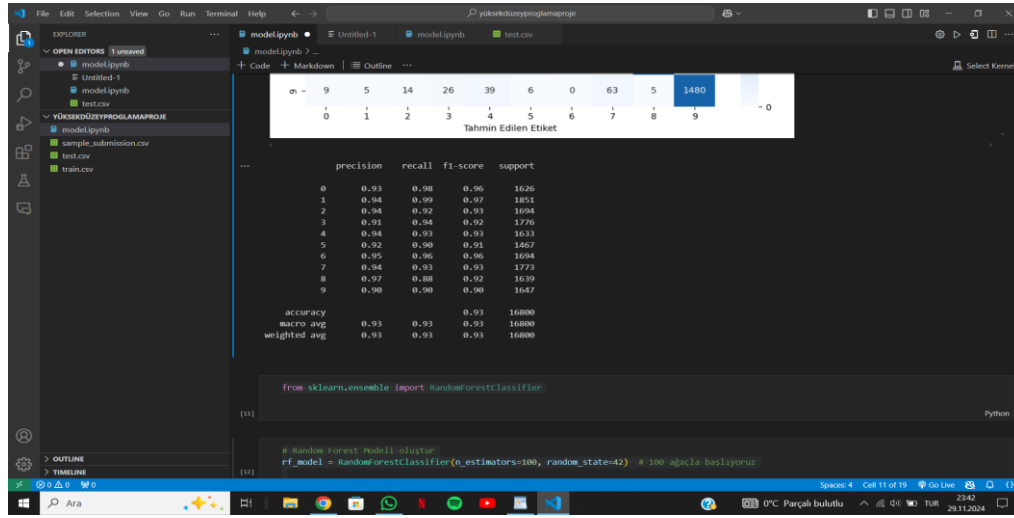 File Edit Selection View Go Run Terminal Help
yüksekdüzeyproglamaproje
EXPLORER
model.ipynb
Untitled-1
model.ipynb
test.csv
OPEN EDITORS 1 unsaved
model.ipynb > ...
model.ipynb
+ Code + Markdown | Outline ...
Select Kernel
Untitled-1
model.ipynb
test.csv
YÜKSEKDÜZEYPROGLAMAPROJE
model.ipynb
sample_submission.csv
test.csv
train.csv
9 - 9 5 14 26 39 6 0 63 5 1480
- 0
0 1 2 3 4 5 6 7 8 9
Tahmin Edilen Etiket
precision recall f1-score support
0 0.93 0.98 0.96 1626
1 0.94 0.99 0.97 1851
2 0.94 0.92 0.93 1694
3 0.91 0.94 0.92 1776
4 0.94 0.93 0.93 1633
5 0.92 0.90 0.91 1467
6 0.95 0.96 0.96 1694
7 0.94 0.93 0.93 1773
8 0.97 0.88 0.92 1639
9 0.90 0.90 0.90 1647
accuracy 0.93 16800
macro avg 0.93 0.93 0.93 16800
weighted avg 0.93 0.93 0.93 16800
from sklearn.ensemble import RandomForestClassifier
[11]
Python
# Random Forest Modeli oluştur
rf_model = RandomForestClassifier(n_estimators=100, random_state=42) # 100 ağaçla başlıyoruz
[12]
OUTLINE
TIMELINE
0 0 0
Spaces: 4 Cell 11 of 19 Go Live
Ara
0°C Parçalı bulutlu
TUR
23:42
29.11.2024